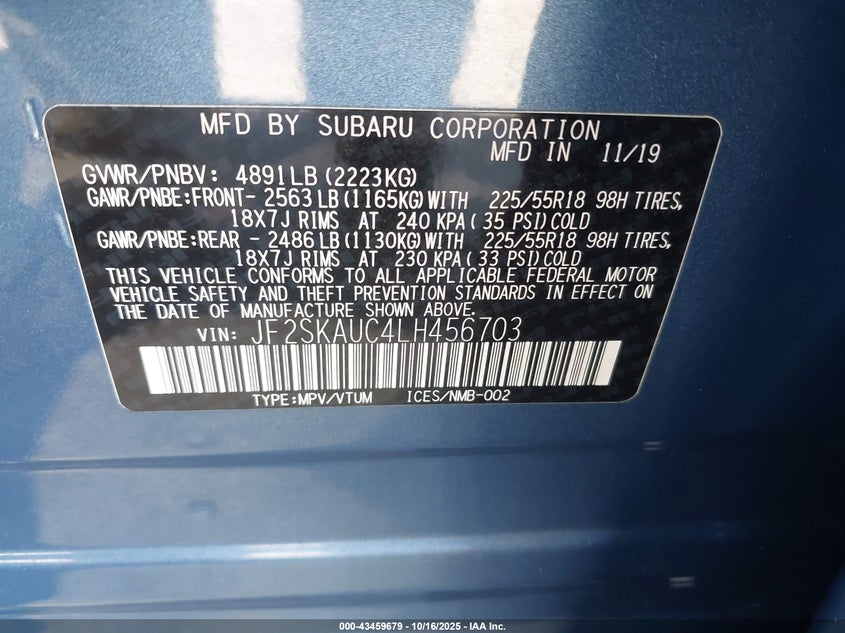 MFD BY SUBARU CORPORATION
MFD IN 11/19
GVWR/PNBV: 4891LB(2223KG)
GAWR/PNBE:FRONT- 2563LB(1165KG)WITH 225/55R18 98H TIRES,
18X7J RIMS AT 240 KPA( 35 PSI)COLD
GAWR/PNBE:REAR - 2486LB(1130KG)WITH 225/55R18 98H TIRES,
18X7J RIMS AT 230 KPA( 33 PSI)COLD
THIS VEHICLE CONFORMS TO ALL APPLICABLE FEDERAL MOTOR
VEHICLE SAFETY AND THEFT PREVENTION STANDARDS IN EFFECT ON
THE DATE OF MANUFACTURE SHOWN ABOVE.
VIN: JF2SKAUC4LH456703
TYPE:MPV/VTUM ICES/NMB-002
000-43459679 - 10/16/2025 - IAA Inc.